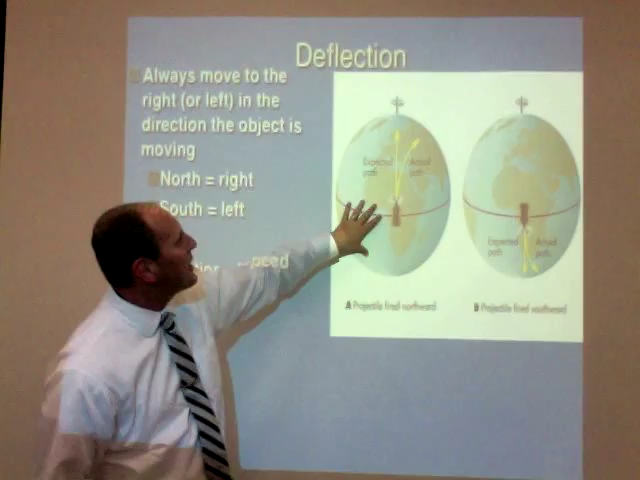 Deflection
Always move to the
right (or left) in the
direction the object is
moving
North = right
South = left
Expected Actual
path path
Expected Actual
path path
A Projectile fired northward
B Projectile fired southward